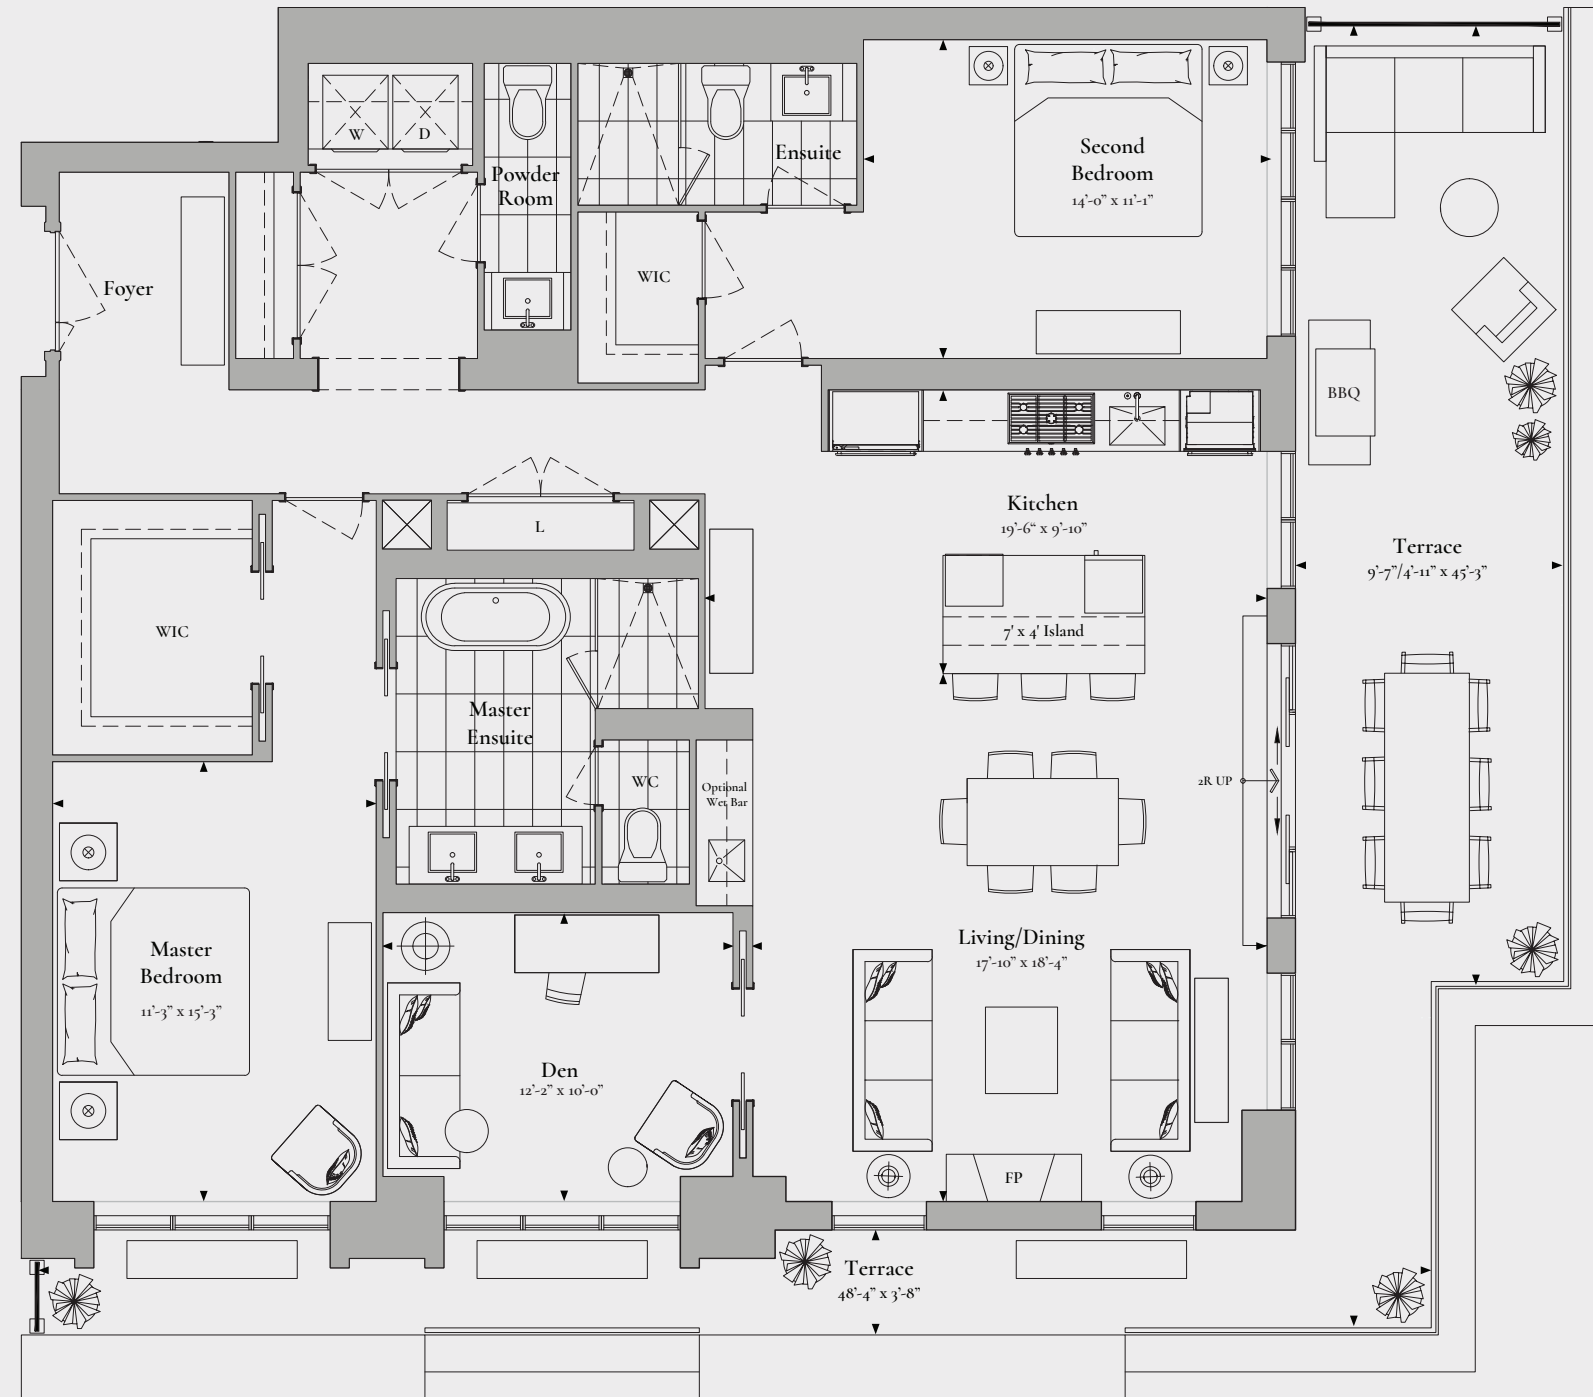 W
D
Powder
Room
Ensuite
Second
Bedroom
14'-0" x 11'-1"
Foyer
WIC
BBQ
Kitchen
19'-6" x 9'-10"
L
Terrace
9'-7"/4'-11" x 45'-3"
WIC
7' x 4' Island
Master
Ensuite
WC
Optional
Wet Bar
2R UP
Living/Dining
17'-10" x 18'-4"
Master
Bedroom
11'-3" x 15'-3"
Den
12'-2" x 10'-0"
FP
Terrace
48'-4" x 3'-8"